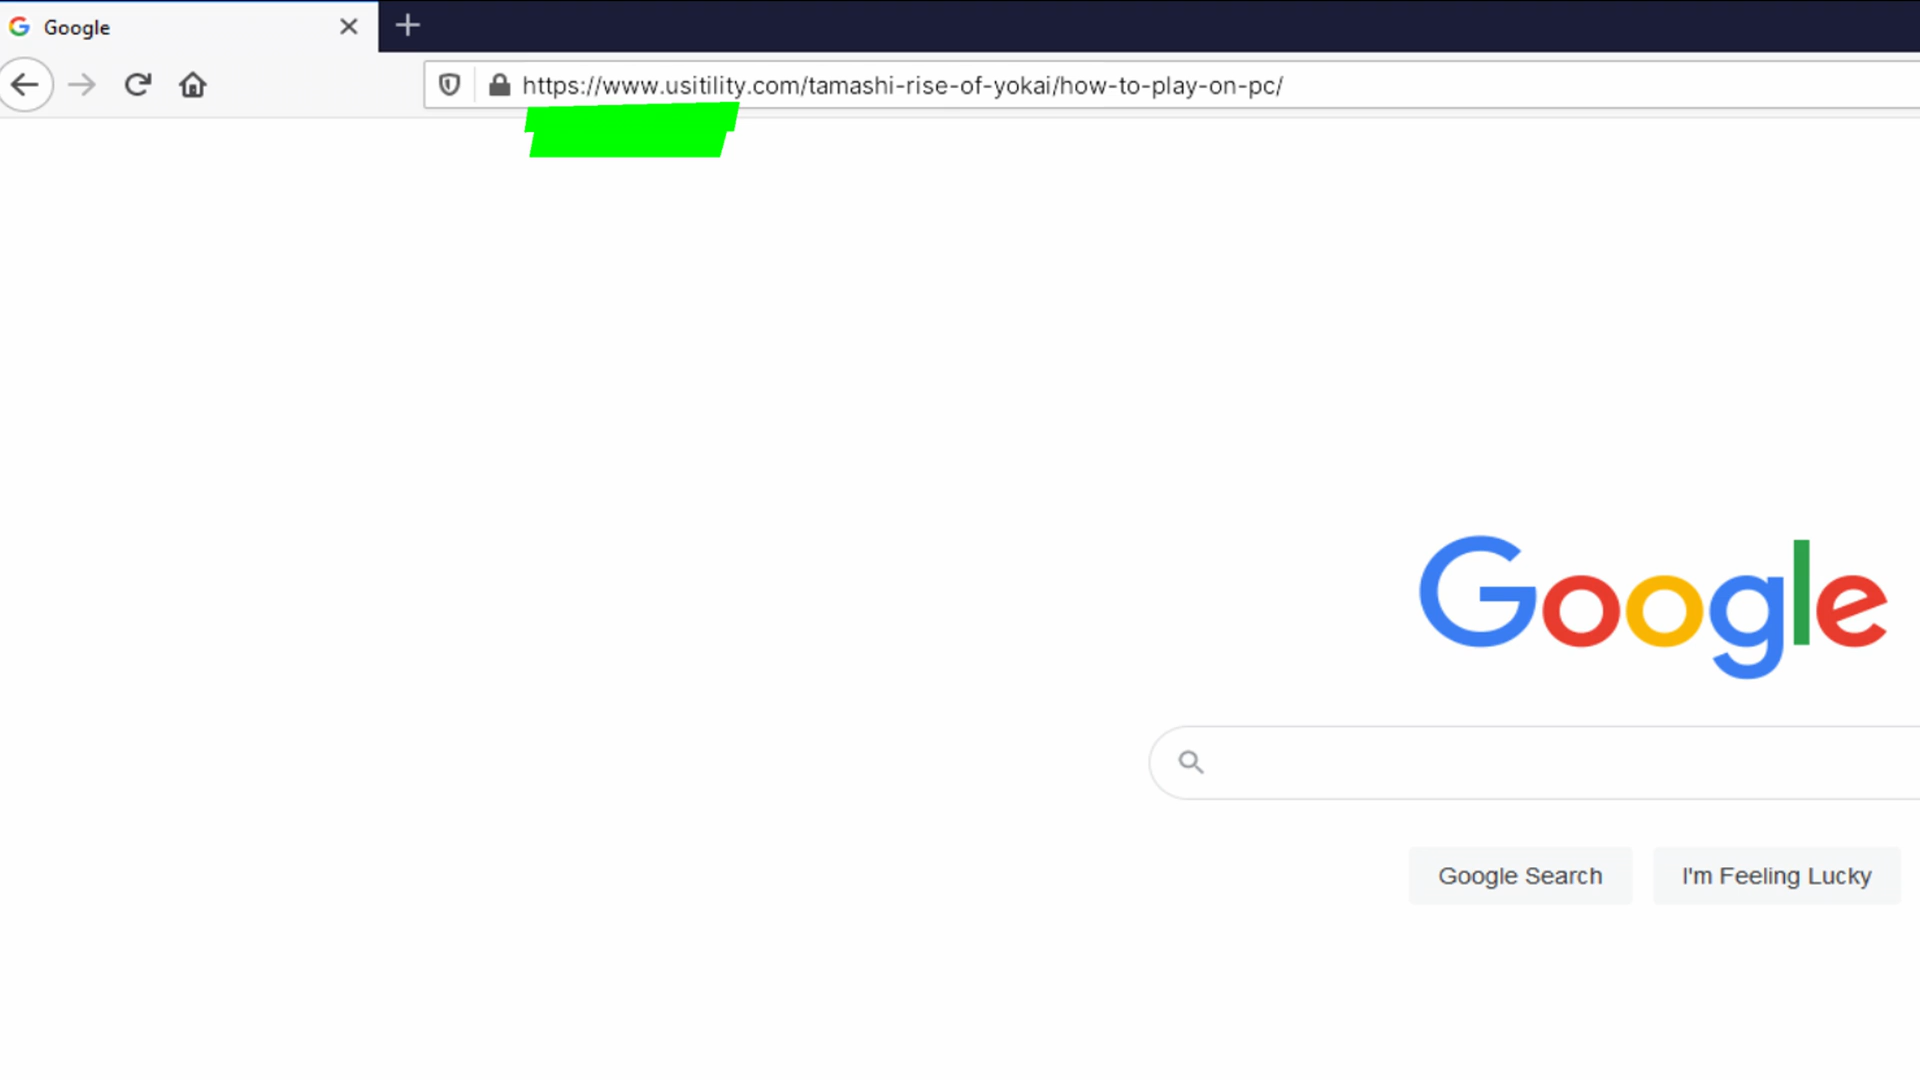 Google
https://www.usitility.com/tamashi-rise-of-yokai/how-to-play-on-pc/
Google
Google Search
I'm Feeling Lucky